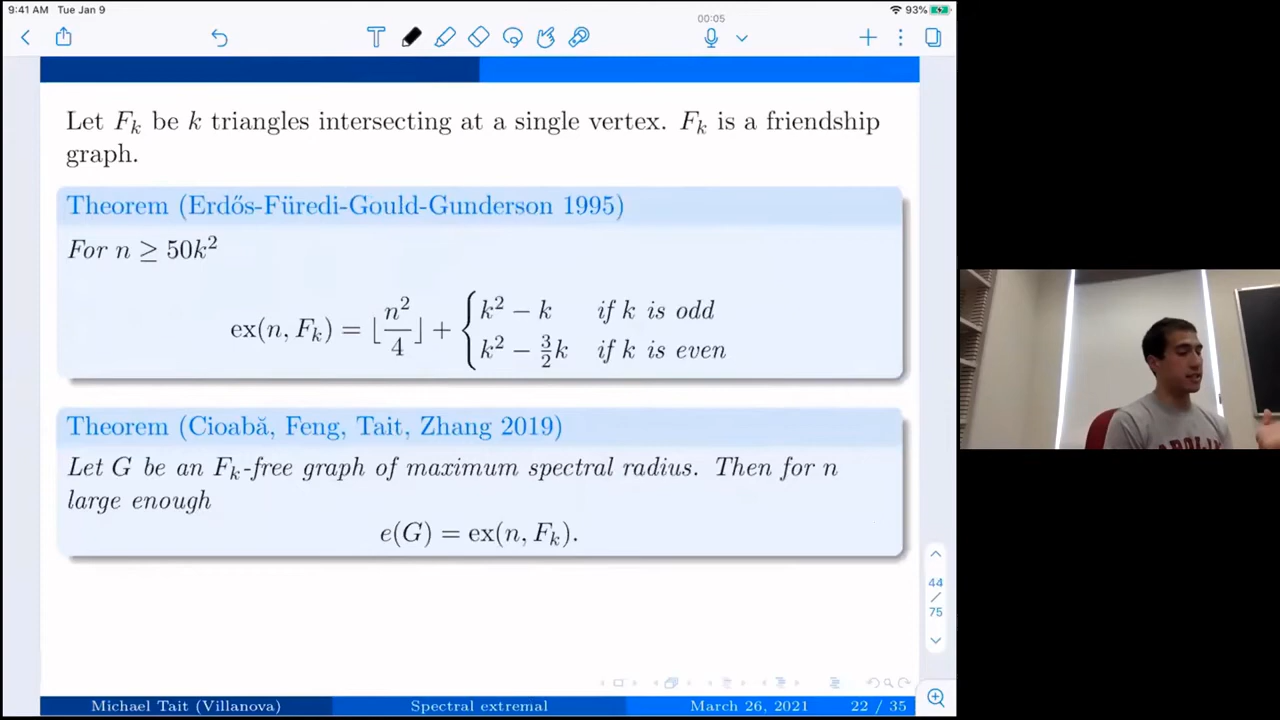 9:41 AM Tue Jan 9
93%
00:05
Let F_k be k triangles intersecting at a single vertex. F_k is a friendship
graph.
Theorem (Erdős-Füredi-Gould-Gunderson 1995)
For n ≥ 50k²
ex(n, F_k) = ⌊n²/4⌋ + { k² − k if k is odd
k² − 3/2 k if k is even
Theorem (Cioabă, Feng, Tait, Zhang 2019)
Let G be an F_k-free graph of maximum spectral radius. Then for n
large enough
e(G) = ex(n, F_k).
44
/
75
Michael Tait (Villanova) Spectral extremal March 26, 2021 22 / 35